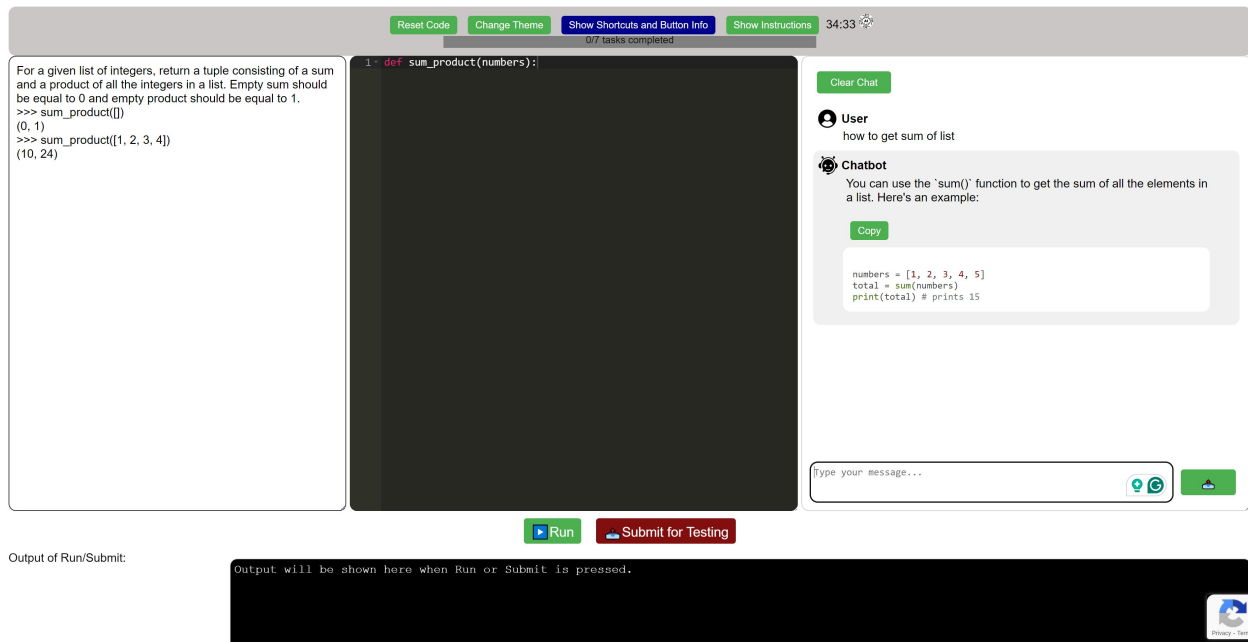 Reset Code Change Theme Show Shortcuts and Button Info Show Instructions 34:33
0/7 tasks completed
For a given list of integers, return a tuple consisting of a sum
and a product of all the integers in a list. Empty sum should
be equal to 0 and empty product should be equal to 1.
>>> sum_product([])
(0, 1)
>>> sum_product([1, 2, 3, 4])
(10, 24)
1 def sum_product(numbers):
Clear Chat
User
how to get sum of list
Chatbot
You can use the `sum()` function to get the sum of all the elements in
a list. Here's an example:
Copy
numbers = [1, 2, 3, 4, 5]
total = sum(numbers)
print(total) # prints 15
Type your message...
Run Submit for Testing
Output of Run/Submit:
Output will be shown here when Run or Submit is pressed.
Privacy